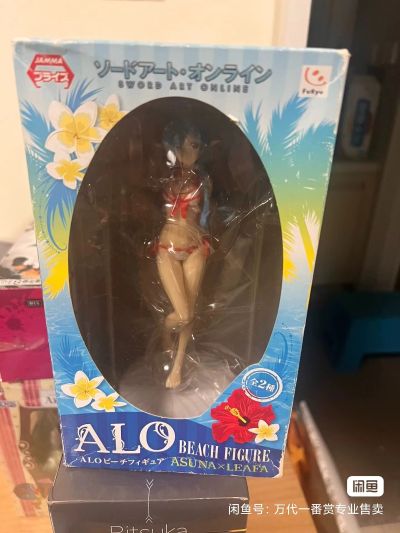 JAMMA
プライズ
ソードアート・オンライン
SWORD ART ONLINE
FuRyu
全2種
ALO BEACH FIGURE
ALOビーチフィギュア ASUNA×LEAFA
Ritsuka
闲鱼
闲鱼号：万代一番赏专业售卖